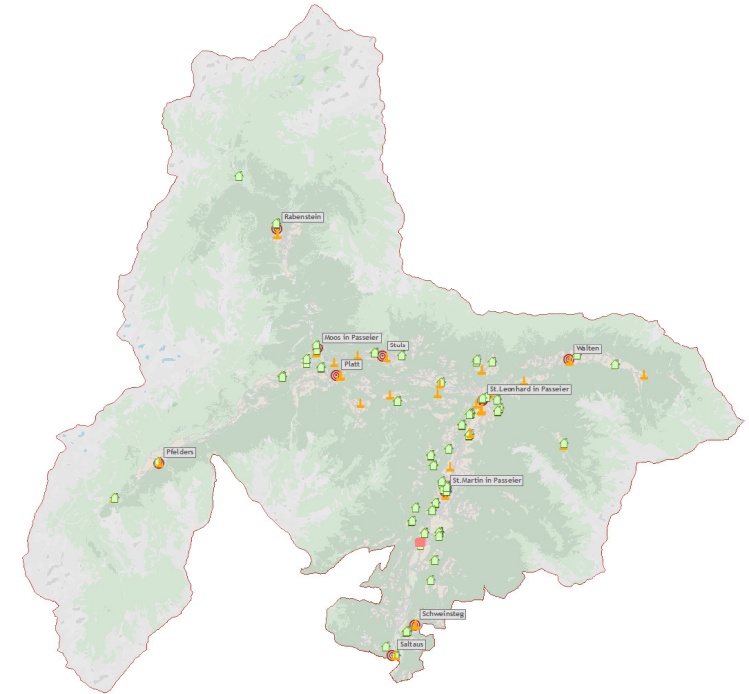 Rabenstein
Moos in Passeier
Stuls
Walten
Platt
St.Leonhard in Passeier
Pfelders
St.Martin in Passeier
Schweinsteg
Saltaus